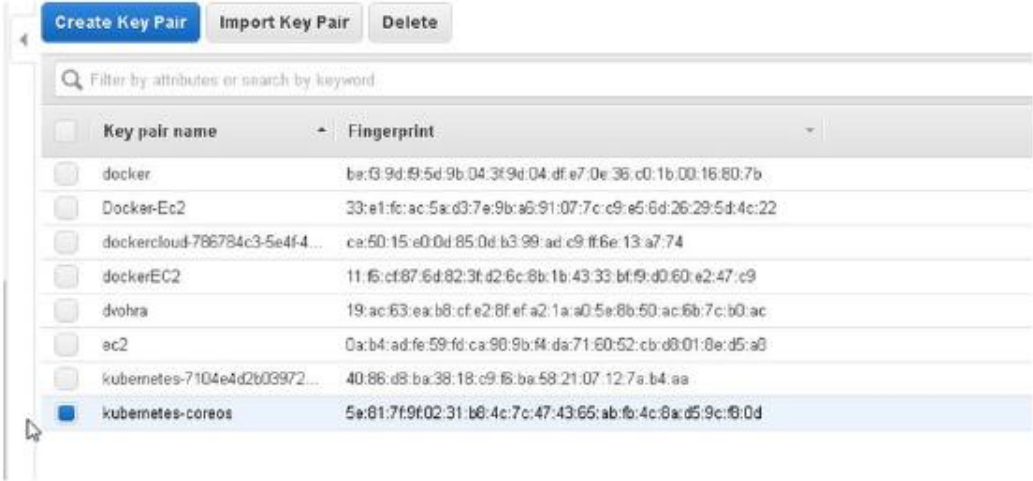 Create Key Pair Import Key Pair Delete
Filter by attributes or search by keyword
Key pair name Fingerprint
docker be:f3:9d:f9:5d:9b:04:3f:9d:04:df:e7:0e:36:c0:1b:00:16:80:7b
Docker-Ec2 33:e1:fc:ac:5a:d3:7e:9b:a6:91:07:7c:c9:e5:6d:26:29:5d:4c:22
dockercloud-786784c3-5e4f-4... ce:50:15:e0:0d:85:0d:b3:99:ad:c9:ff:6e:13:a7:74
dockerEC2 11:f6:cf:87:6d:82:3f:d2:6c:8b:1b:43:33:bf:f9:d0:60:e2:47:c9
dvohra 19:ac:63:ea:b8:cf:e2:8f:ef:a2:1a:a0:5e:8b:50:ac:6b:7c:b0:ac
ec2 0a:b4:ad:fe:59:fd:ca:98:9b:f4:da:71:60:52:cb:d8:01:8e:d5:a8
kubernetes-7104e4d2b03972... 40:86:d8:ba:38:18:c9:f6:ba:58:21:07:12:7a:b4:aa
kubernetes-coreos 5e:81:7f:9f:02:31:b8:4c:7c:47:43:65:ab:fb:4c:8a:d5:9c:f8:0d